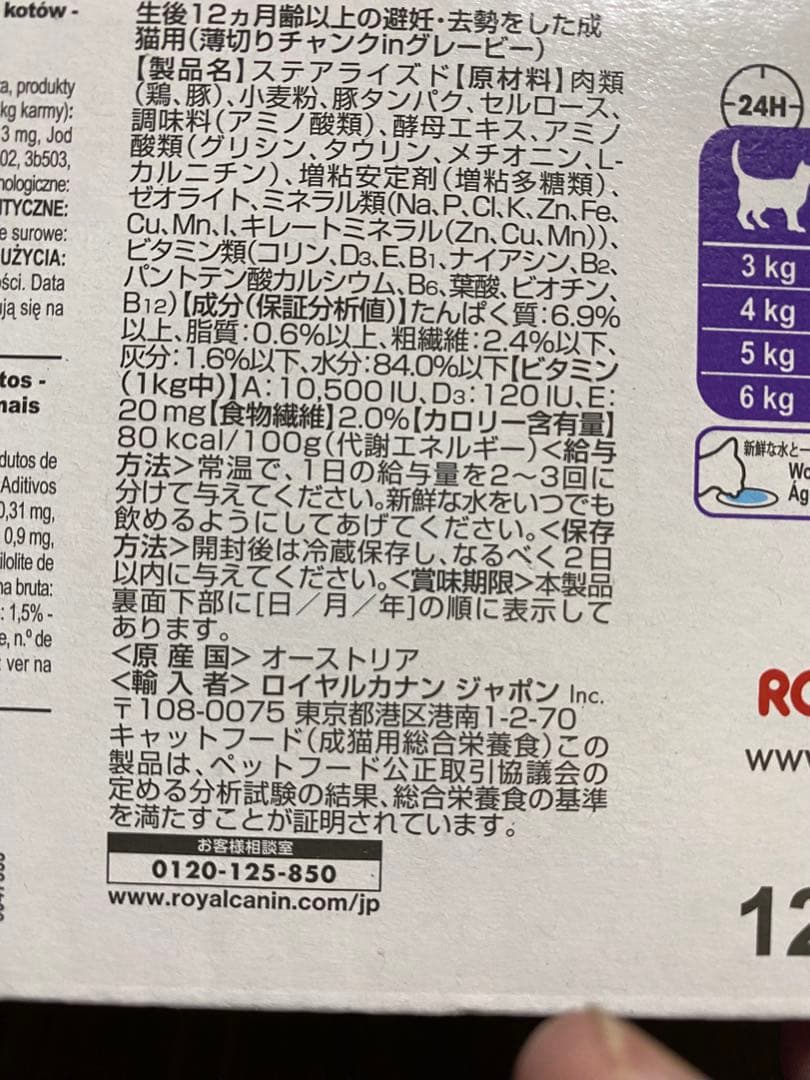 kotów -
a, produkty
kg karmy):
3 mg, Jod
02, 3b503,
nologiczne:
ITYCZNE:
e surowe:
UŻYCIA:
ści. Data
ują się na
tos -
mais
dutos de
Aditivos
0,31 mg,
0,9 mg,
ilolite de
na bruta:
: 1,5% -
e, n.º de
: ver na
生後12ヵ月齢以上の避妊・去勢をした成
猫用(薄切りチャンクinグレービー)
【製品名】ステアライズド【原材料】肉類
(鶏、豚)、小麦粉、豚タンパク、セルロース、
調味料(アミノ酸類)、酵母エキス、アミノ
酸類(グリシン、タウリン、メチオニン、L-
カルニチン)、増粘安定剤(増粘多糖類)、
ゼオライト、ミネラル類(Na、P、Cl、K、Zn、Fe、
Cu、Mn、I、キレートミネラル(Zn、Cu、Mn))、
ビタミン類(コリン、D3、E、B1、ナイアシン、B2、
パントテン酸カルシウム、B6、葉酸、ビオチン、
B12)【成分(保証分析値)】たんぱく質:6.9%
以上、脂質:0.6%以上、粗繊維:2.4%以下、
灰分:1.6%以下、水分:84.0%以下【ビタミン
(1kg中)】A:10,500 IU、D3:120 IU、E:
20 mg【食物繊維】2.0%【カロリー含有量】
80 kcal/100g(代謝エネルギー)<給与
方法>常温で、1日の給与量を2〜3回に
分けて与えてください。新鮮な水をいつでも
飲めるようにしてあげてください。<保存
方法>開封後は冷蔵保存し、なるべく2日
以内に与えてください。<賞味期限>本製品
裏面下部に[日/月/年]の順に表示して
あります。
<原産国> オーストリア
<輸入者> ロイヤルカナン ジャポン Inc.
〒108-0075 東京都港区港南1-2-70
キャットフード(成猫用総合栄養食)この
製品は、ペットフード公正取引協議会の
定める分析試験の結果、総合栄養食の基準
を満たすことが証明されています。
お客様相談室
0120-125-850
www.royalcanin.com/jp
24H
3 kg
4 kg
5 kg
6 kg
新鮮な水と
Wo
Ág
RO
www
12